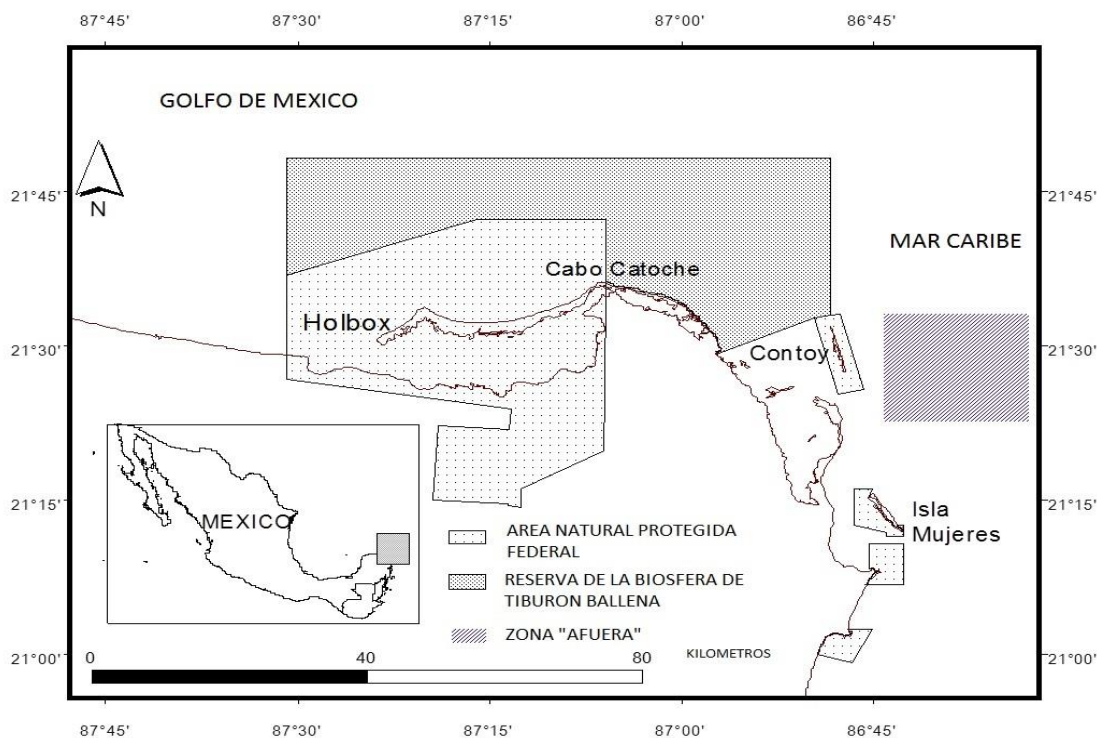 87°45' 87°30' 87°15' 87°00' 86°45'
GOLFO DE MEXICO
N
21°45' 21°45'
MAR CARIBE
Cabo Catoche
Holbox
21°30' 21°30'
Contoy
21°15' 21°15'
Isla
Mujeres
MEXICO
AREA NATURAL PROTEGIDA
FEDERAL
RESERVA DE LA BIOSFERA DE
TIBURON BALLENA
ZONA "AFUERA"
21°00' 21°00'
0 40 80 KILOMETROS
87°45' 87°30' 87°15' 87°00' 86°45'